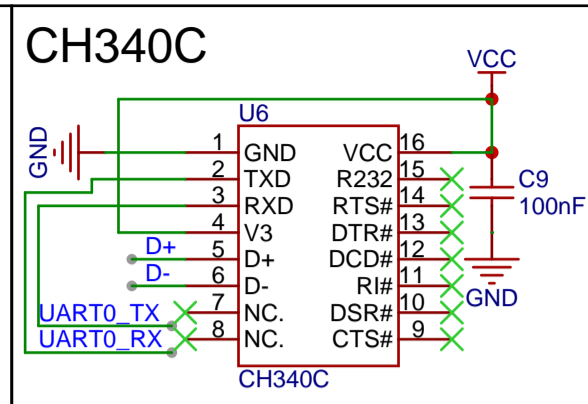 CH340C
VCC
U6
GND
1 GND VCC 16
2 TXD R232 15
3 RXD RTS# 14
4 V3 DTR# 13
D+ 5 D+ DCD# 12
D- 6 D- RI# 11
UART0_TX 7 NC. DSR# 10
UART0_RX 8 NC. CTS# 9
C9
100nF
GND
CH340C